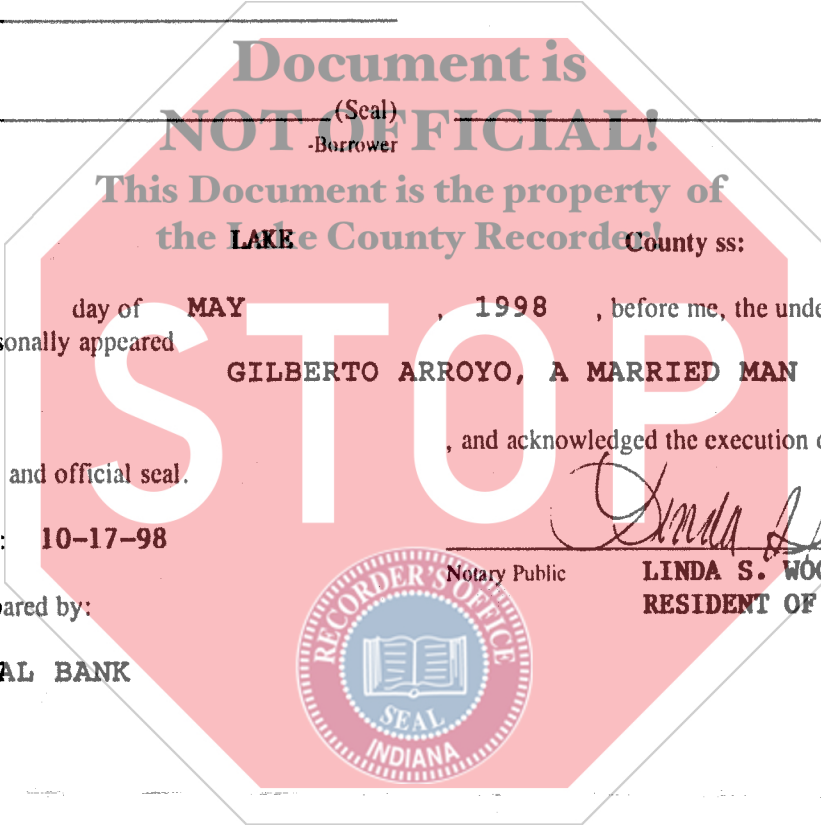 Document is
(Seal)
NOT OFFICIAL!
-Borrower
This Document is the property of
the Lake County Recorder!
LAKE County ss:
day of MAY , 1998 , before me, the unde
sonally appeared
GILBERTO ARROYO, A MARRIED MAN
STOP
, and acknowledged the execution
and official seal.
: 10-17-98
Linda S.
Notary Public LINDA S. WOO
ared by: RESIDENT OF
AL BANK
RECORDER'S OFFICE
SEAL
INDIANA